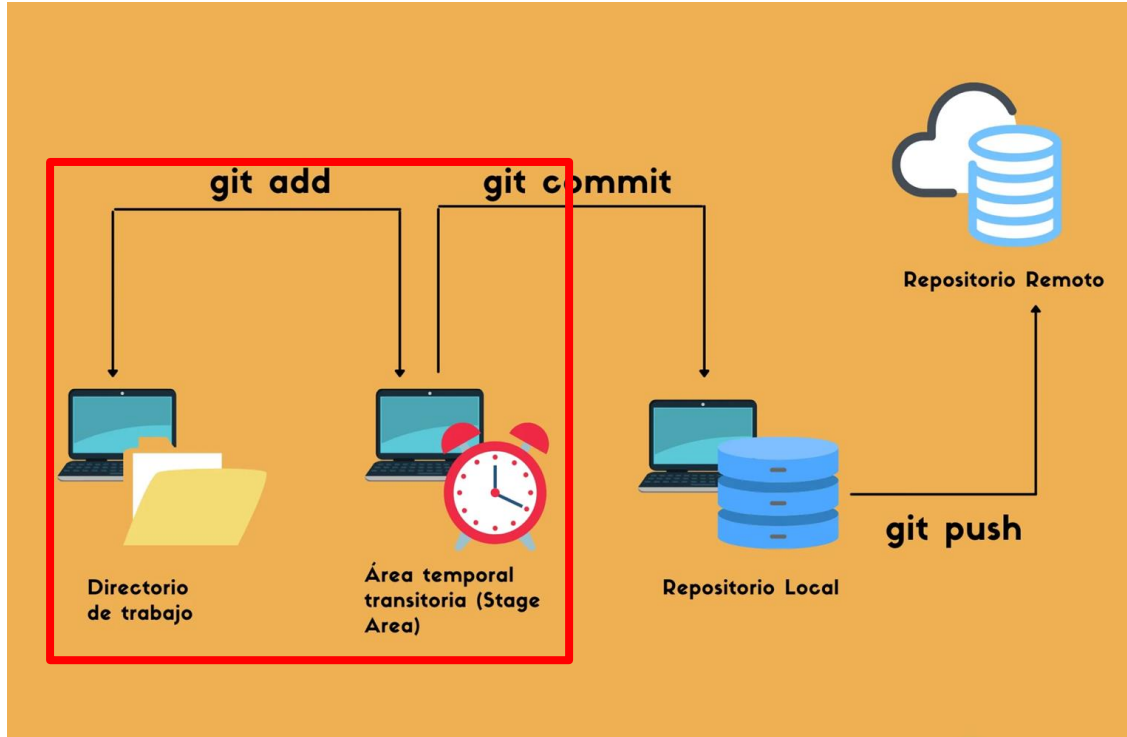 git add
git commit
Repositorio Remoto
git push
Directorio
de trabajo
Área temporal
transitoria (Stage
Area)
Repositorio Local